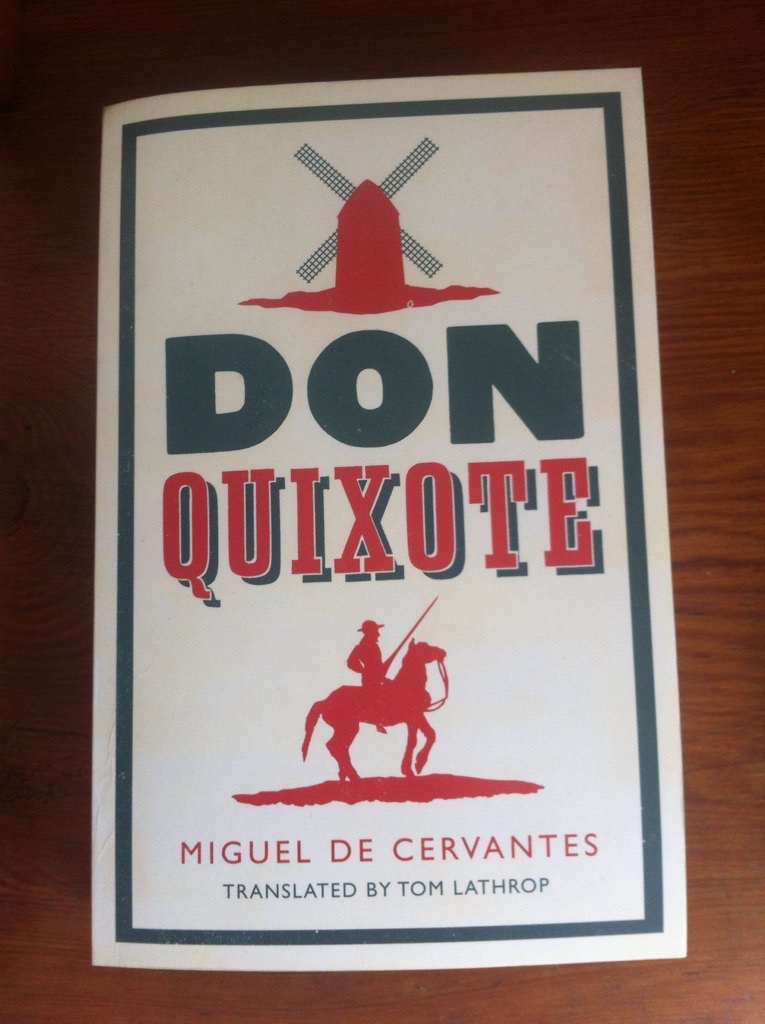 DON
QUIXOTE
MIGUEL DE CERVANTES
TRANSLATED BY TOM LATHROP